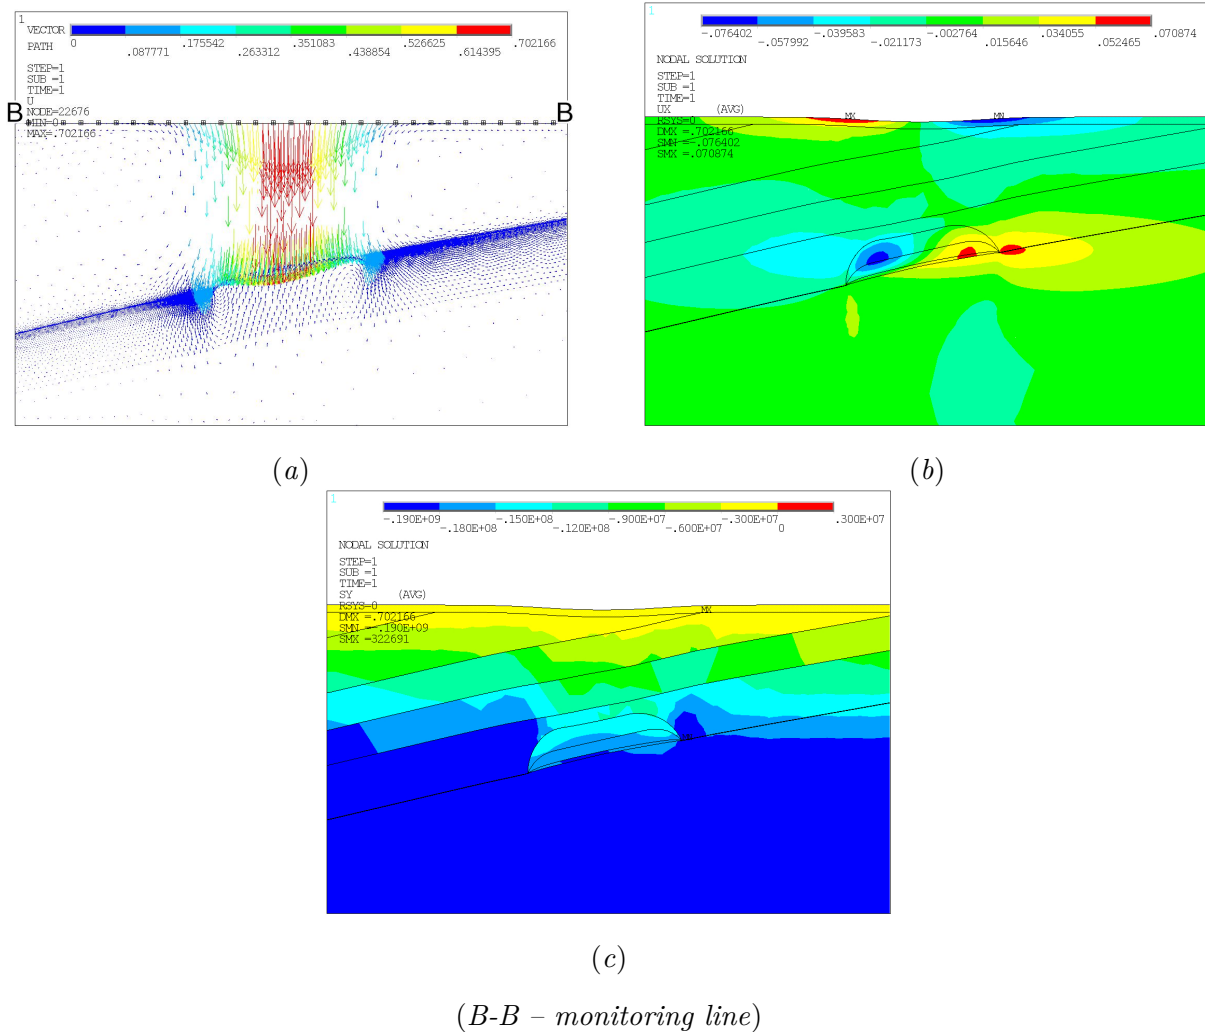 1
VECTOR
PATH
0 .175542 .351083 .526625 .702166
.087771 .263312 .438854 .614395
STEP=1
SUB =1
TIME=1
U
NODE=22676
MIN=0
MAX=.702166
B B
(a)
1
-.076402 -.039583 -.002764 .034055 .070874
-.057992 -.021173 .015646 .052465
NODAL SOLUTION
STEP=1
SUB =1
TIME=1
UX (AVG)
RSYS=0
DMX =.702166
SMN =-.076402
SMX =.070874
MX MN
(b)
1
-.190E+09 -.150E+08 -.900E+07 -.300E+07 .300E+07
-.180E+08 -.120E+08 -.600E+07 0
NODAL SOLUTION
STEP=1
SUB =1
TIME=1
SY (AVG)
RSYS=0
DMX =.702166
SMN =-.190E+09
SMX =322691
MX
MN
(c)
(B-B – monitoring line)